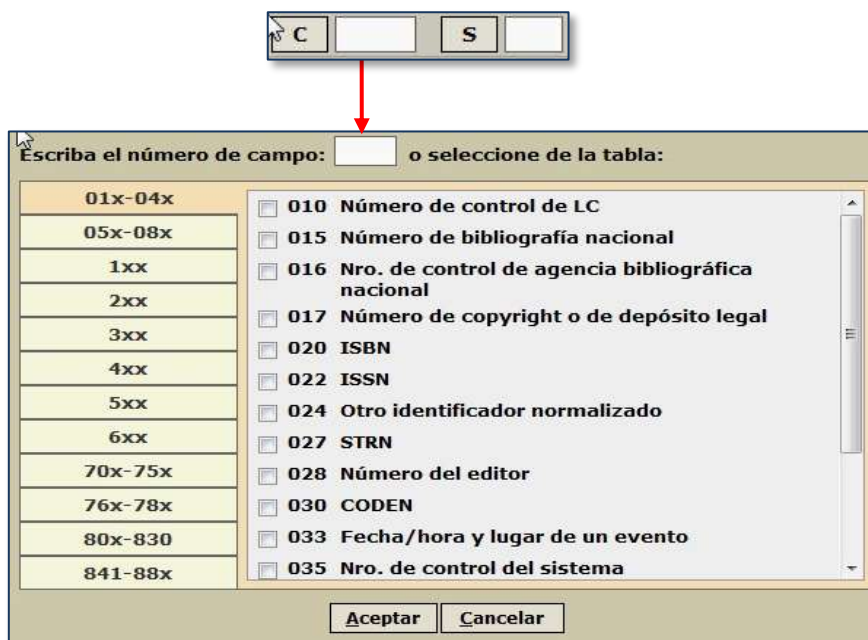 C S
Escriba el número de campo: o seleccione de la tabla:
01x-04x
05x-08x
1xx
2xx
3xx
4xx
5xx
6xx
70x-75x
76x-78x
80x-830
841-88x
010 Número de control de LC
015 Número de bibliografía nacional
016 Nro. de control de agencia bibliográfica
nacional
017 Número de copyright o de depósito legal
020 ISBN
022 ISSN
024 Otro identificador normalizado
027 STRN
028 Número del editor
030 CODEN
033 Fecha/hora y lugar de un evento
035 Nro. de control del sistema
Aceptar Cancelar